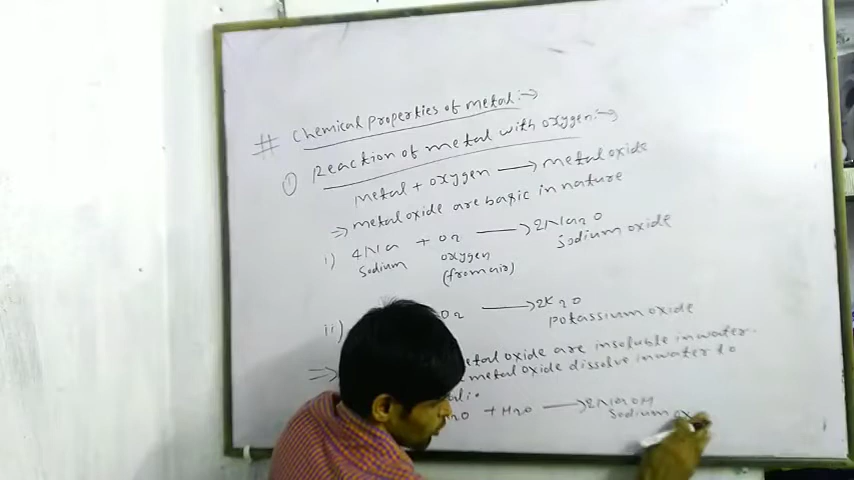 # Chemical properties of metal:→
① Reaction of metal with oxygen:→
metal + oxygen → metal oxide
⇒ metal oxide are basic in nature
i) 4Na + O2 → 2Na2O
Sodium oxygen Sodium oxide
(from air)
ii) O2 → 2K2O
potassium oxide
⇒ metal oxide are insoluble in water.
metal oxide dissolve in water to
+ H2O → 2NaOH
Sodium